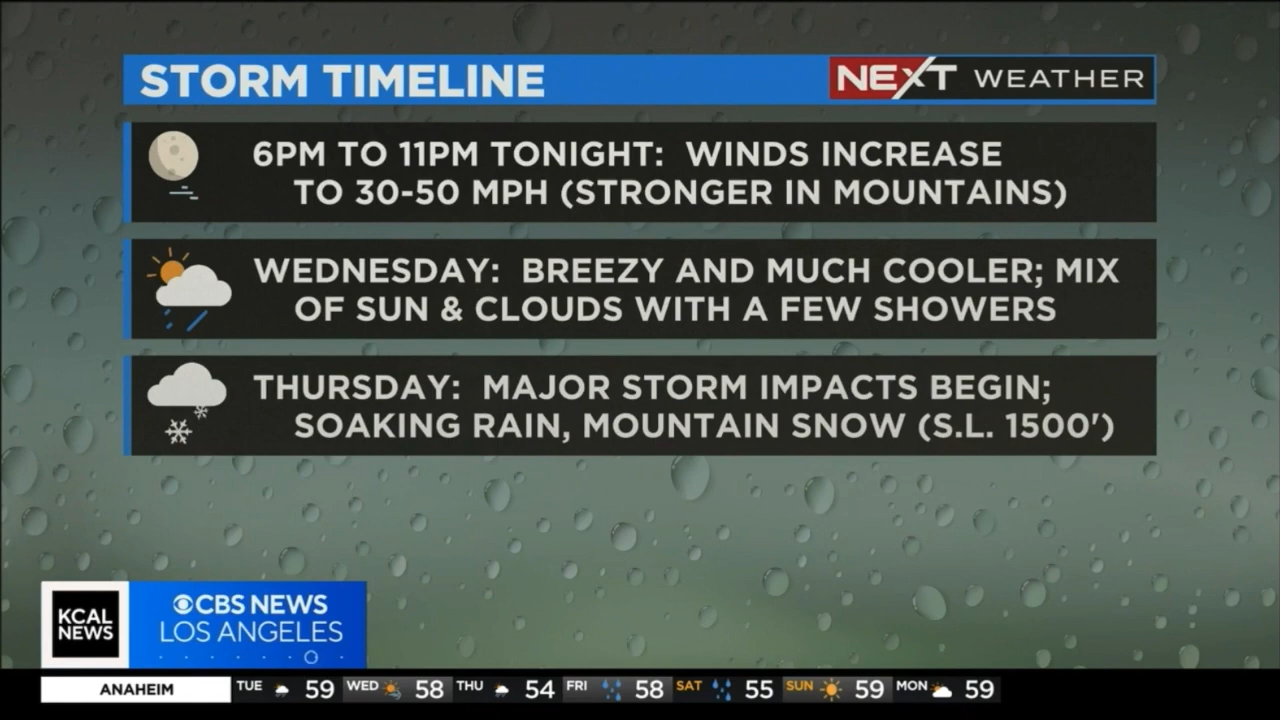 STORM TIMELINE
NEXT WEATHER
6PM TO 11PM TONIGHT: WINDS INCREASE
TO 30-50 MPH (STRONGER IN MOUNTAINS)
WEDNESDAY: BREEZY AND MUCH COOLER; MIX
OF SUN & CLOUDS WITH A FEW SHOWERS
THURSDAY: MAJOR STORM IMPACTS BEGIN;
SOAKING RAIN, MOUNTAIN SNOW (S.L. 1500')
KCAL
NEWS
CBS NEWS
LOS ANGELES
ANAHEIM TUE 59 WED 58 THU 54 FRI 58 SAT 55 SUN 59 MON 59